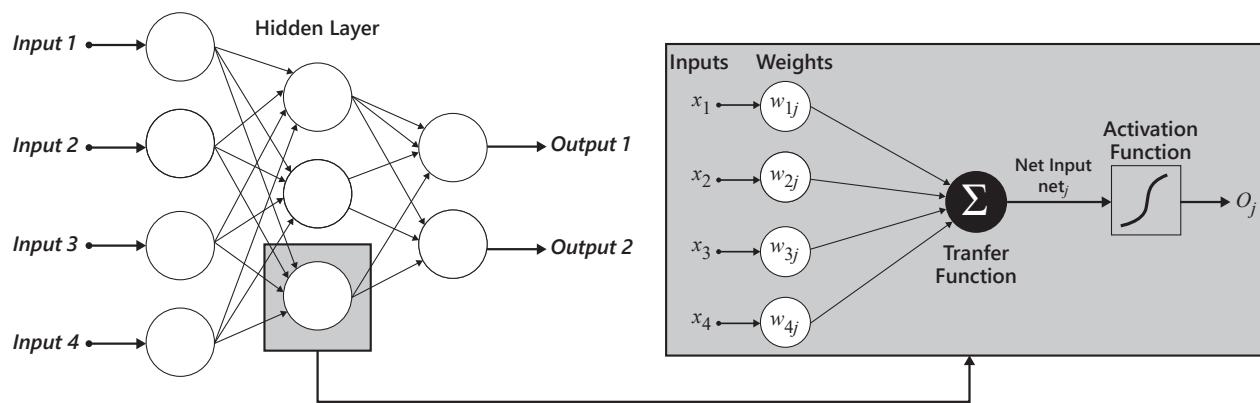 Hidden Layer
Input 1
Input 2
Input 3
Input 4
Output 1
Output 2
Inputs
Weights
x1
w1j
x2
w2j
x3
w3j
x4
w4j
Σ
Tranfer
Function
Net Input
netj
Activation
Function
Oj